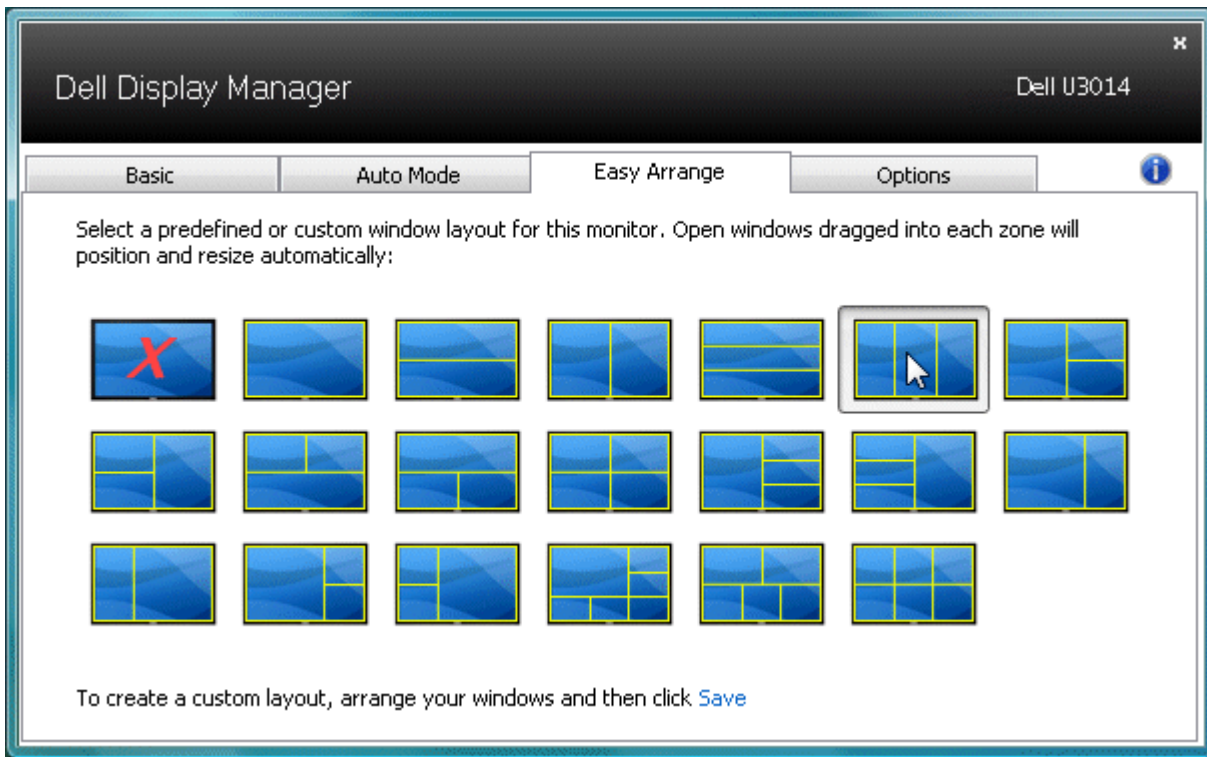 x
Dell Display Manager
Dell U3014
Basic
Auto Mode
Easy Arrange
Options
i
Select a predefined or custom window layout for this monitor. Open windows dragged into each zone will
position and resize automatically:
X
To create a custom layout, arrange your windows and then click Save